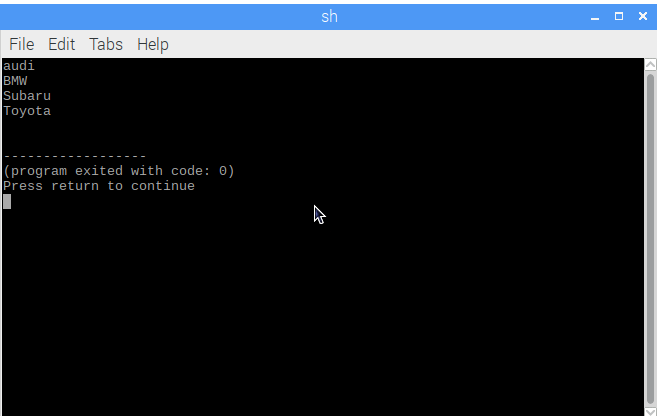 sh
File Edit Tabs Help
audi
BMW
Subaru
Toyota
------------------
(program exited with code: 0)
Press return to continue